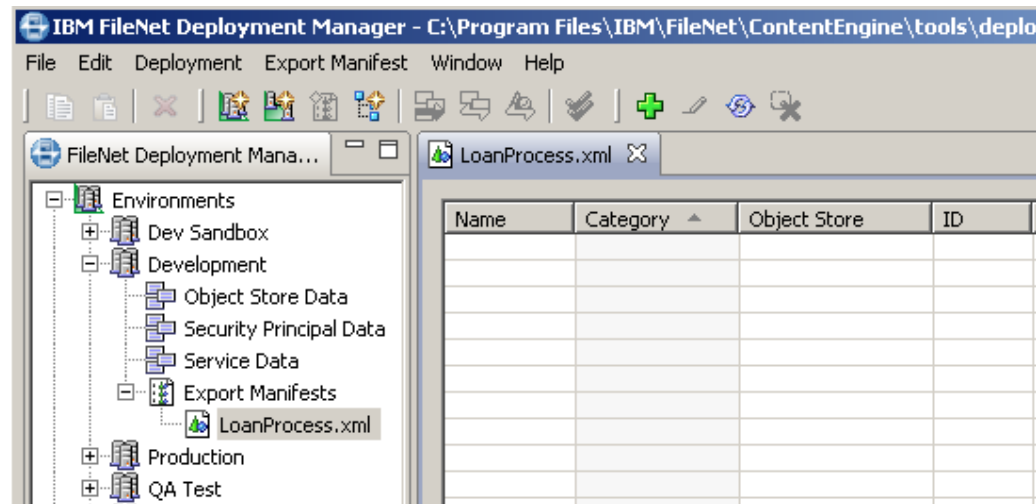 IBM FileNet Deployment Manager - C:\Program Files\IBM\FileNet\ContentEngine\tools\deplo
File Edit Deployment Export Manifest Window Help
FileNet Deployment Mana... LoanProcess.xml
Environments
Name Category Object Store ID
Dev Sandbox
Development
Object Store Data
Security Principal Data
Service Data
Export Manifests
LoanProcess.xml
Production
QA Test